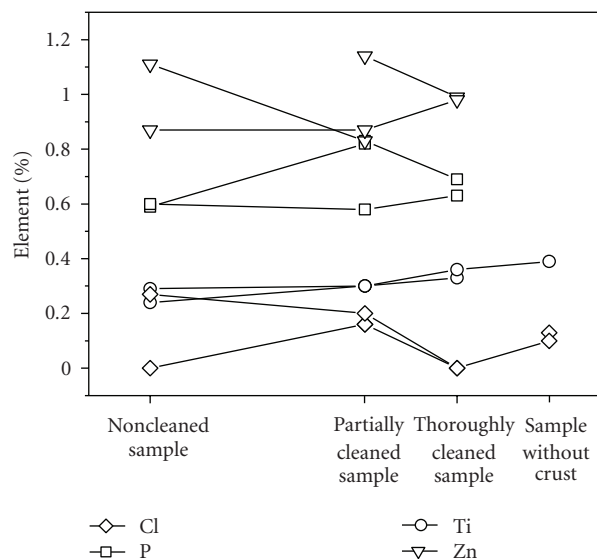 1.2
1
0.8
0.6
0.4
0.2
0
Element (%)
Noncleaned
sample
Partially
cleaned
sample
Thoroughly
cleaned
sample
Sample
without
crust
Cl
P
Ti
Zn